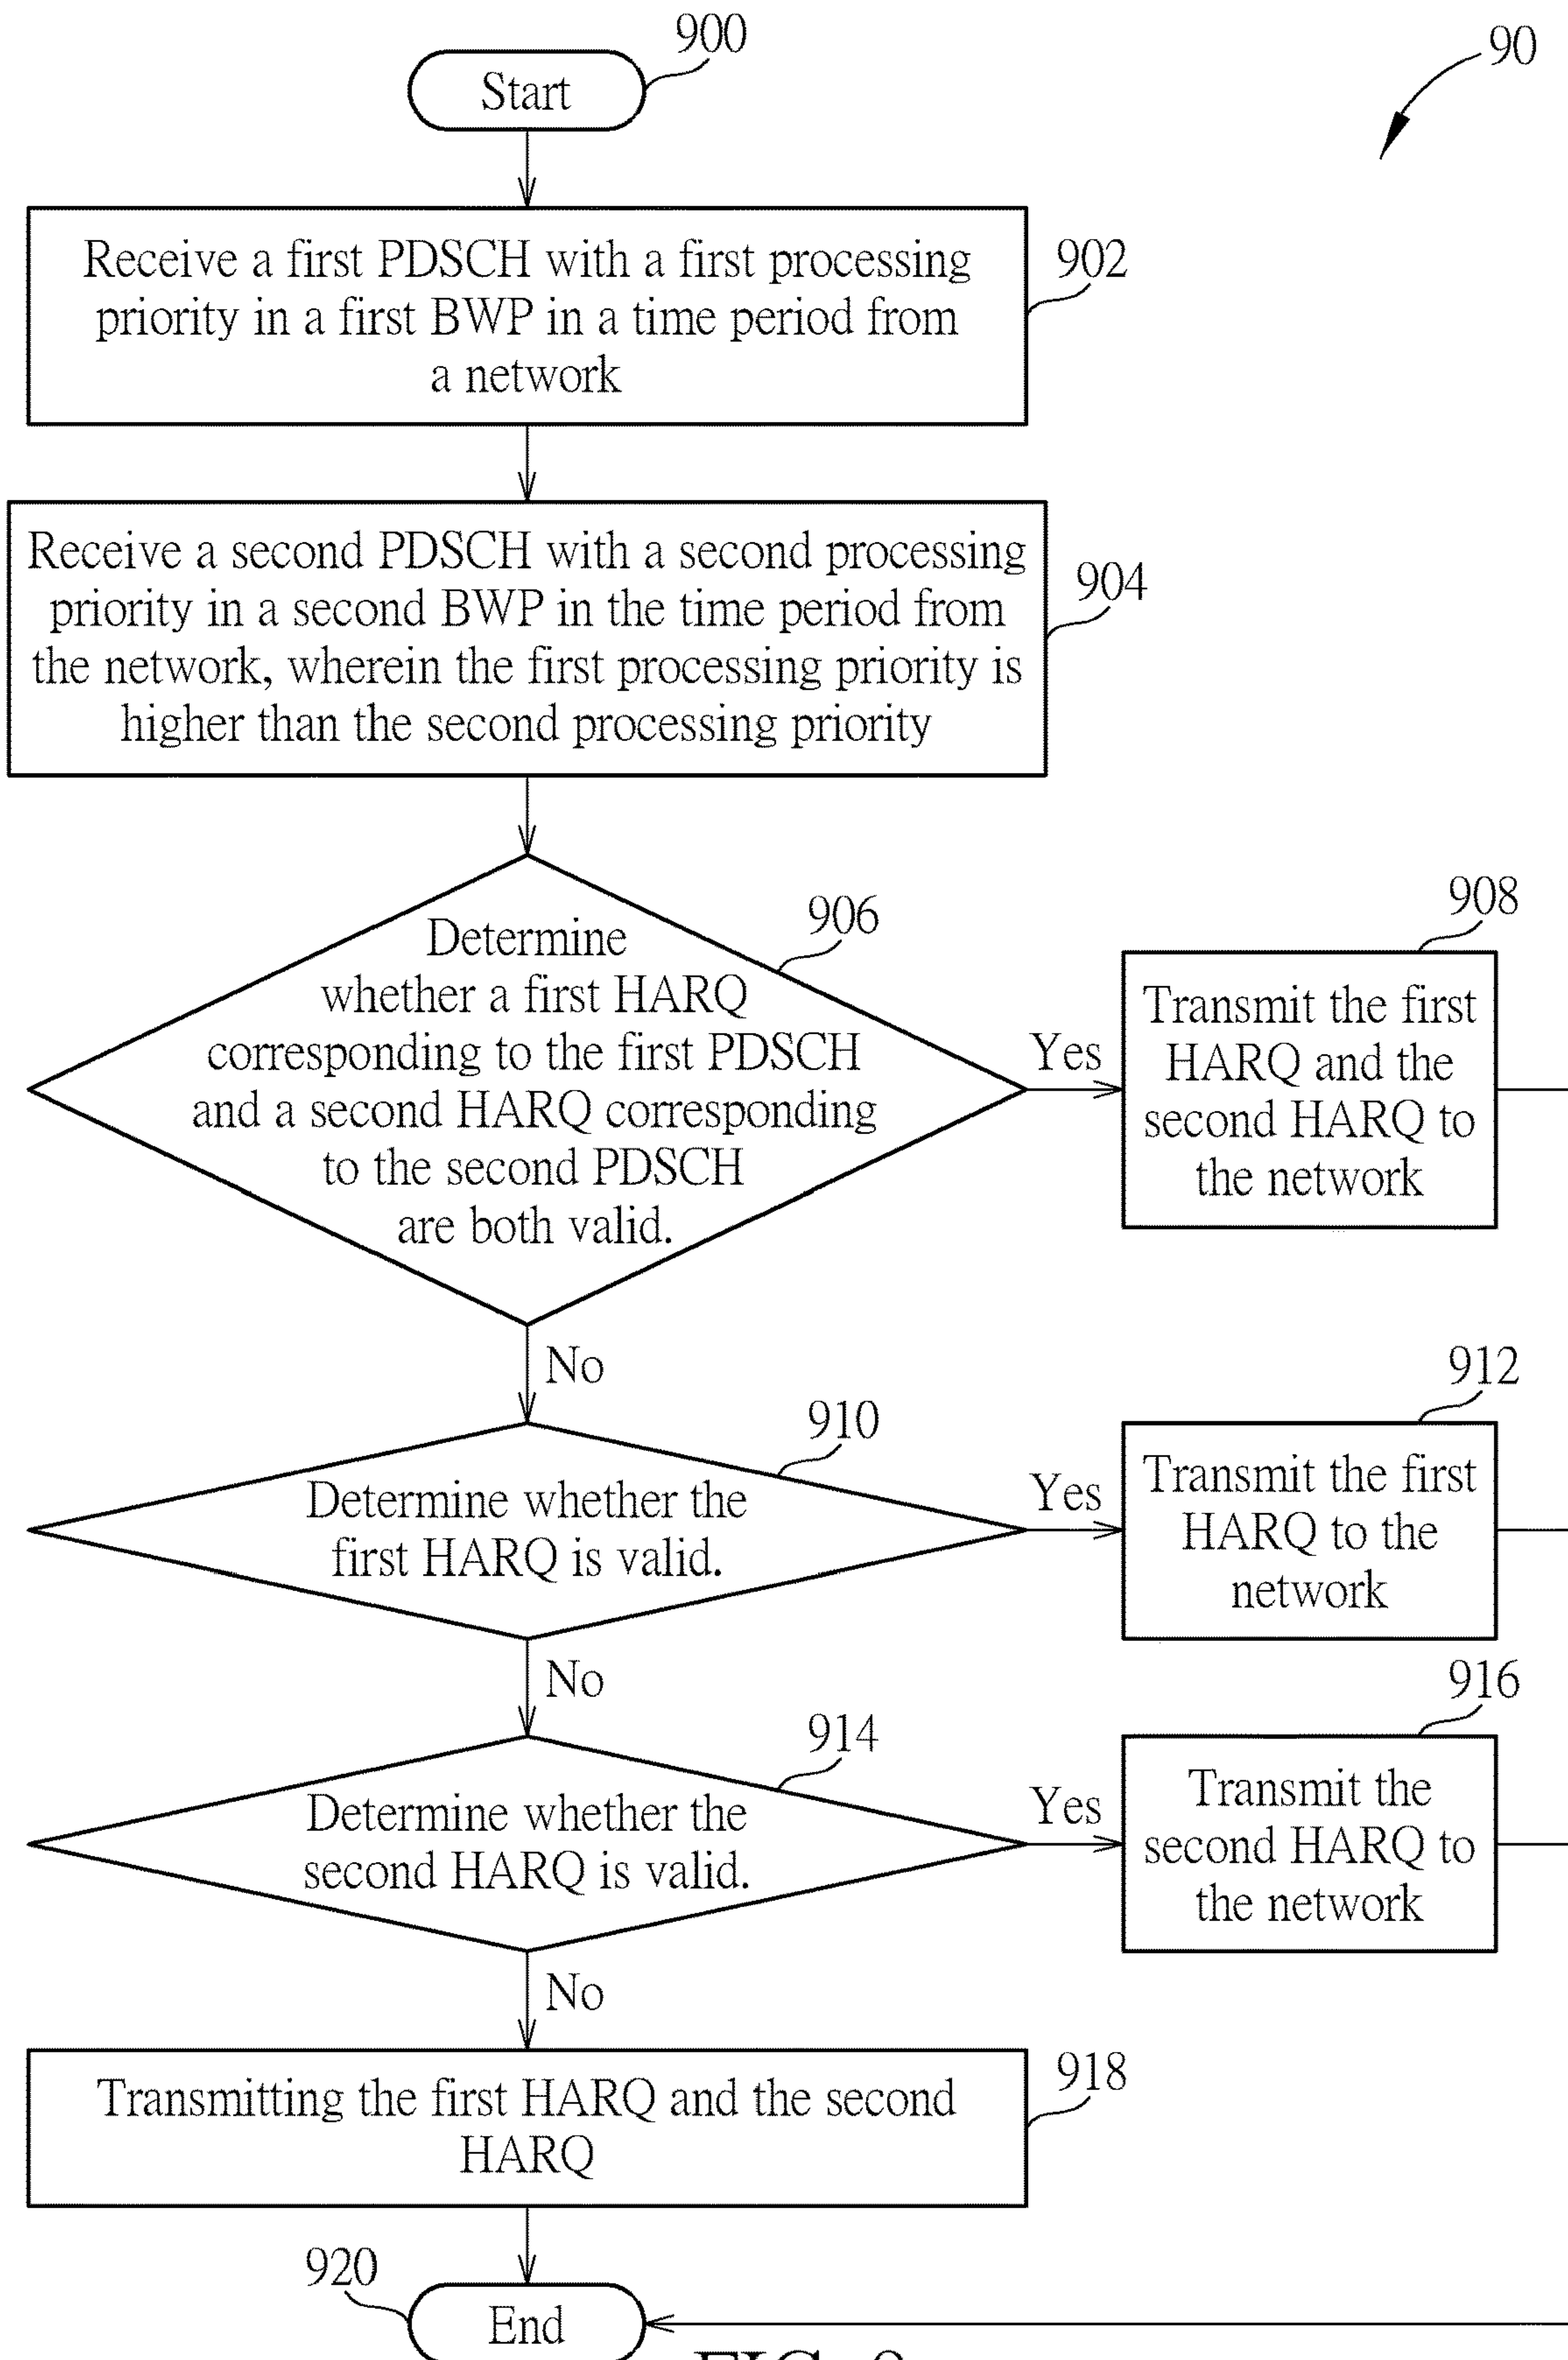 900
90
Start
Receive a first PDSCH with a first processing
priority in a first BWP in a time period from
a network
902
Receive a second PDSCH with a second processing
priority in a second BWP in the time period from
the network, wherein the first processing priority is
higher than the second processing priority
904
Determine
whether a first HARQ
corresponding to the first PDSCH
and a second HARQ corresponding
to the second PDSCH
are both valid.
906
Yes
908
Transmit the first
HARQ and the
second HARQ to
the network
No
910
Determine whether the
first HARQ is valid.
Yes
912
Transmit the first
HARQ to the
network
No
914
Determine whether the
second HARQ is valid.
Yes
916
Transmit the
second HARQ to
the network
No
Transmitting the first HARQ and the second
HARQ
918
920
End